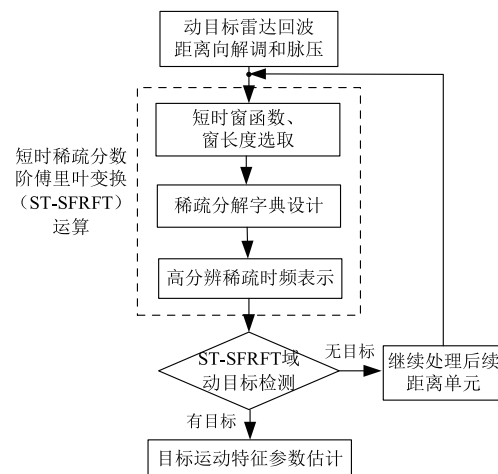 动目标雷达回波
距离向解调和脉压
短时窗函数、
窗长度选取
短时稀疏分数
阶傅里叶变换
（ST-SFRFT）
运算
稀疏分解字典设计
高分辨稀疏时频表示
ST-SFRFT域
动目标检测
无目标
继续处理后续
距离单元
有目标
目标运动特征参数估计